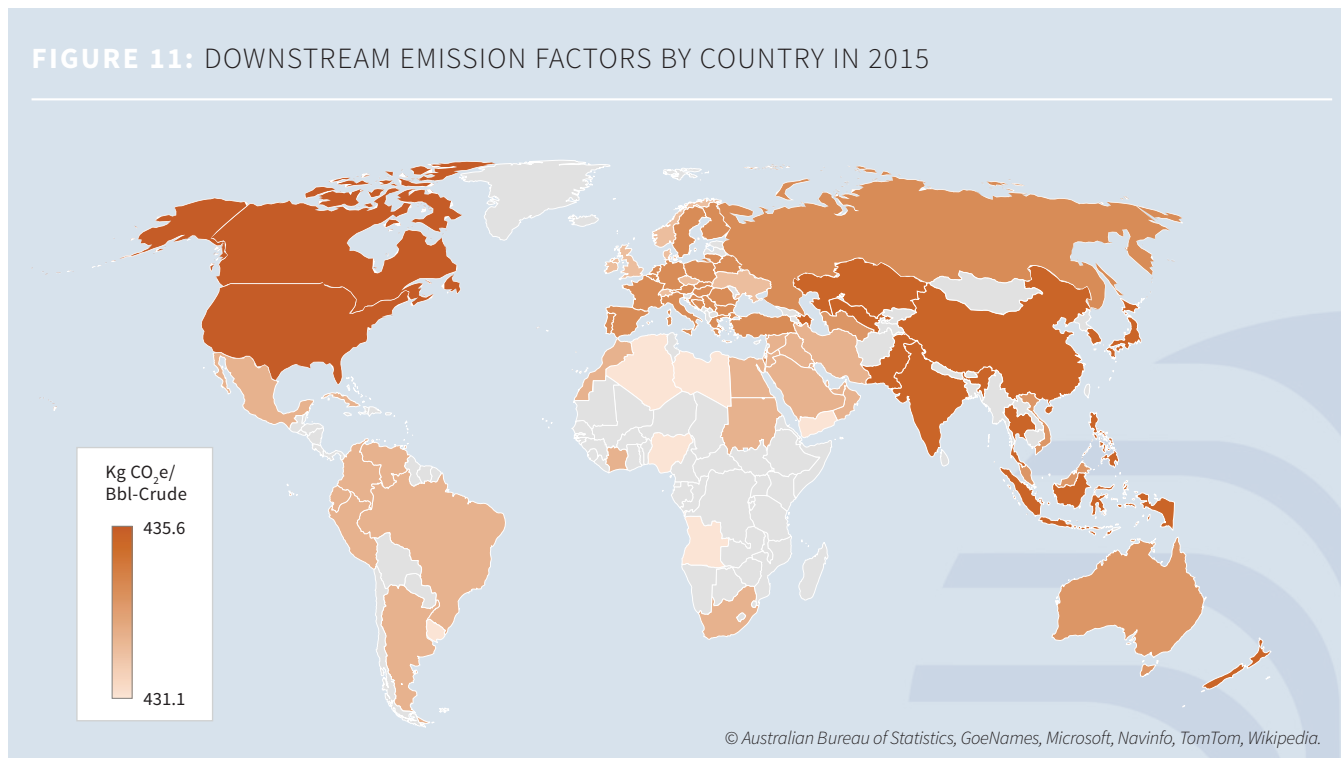 FIGURE 11: DOWNSTREAM EMISSION FACTORS BY COUNTRY IN 2015
Kg CO₂e/
Bbl-Crude
435.6
431.1
© Australian Bureau of Statistics, GoeNames, Microsoft, Navinfo, TomTom, Wikipedia.